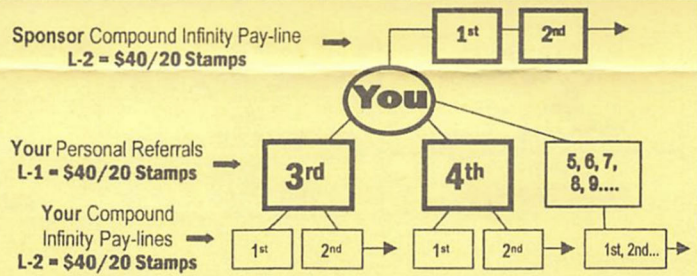 Sponsor Compound Infinity Pay-line
L-2 = $40/20 Stamps
1st 2nd
You
Your Personal Referrals
L-1 = $40/20 Stamps
3rd 4th 5, 6, 7,
8, 9....
Your Compound
Infinity Pay-lines
L-2 = $40/20 Stamps
1st 2nd 1st 2nd 1st, 2nd...